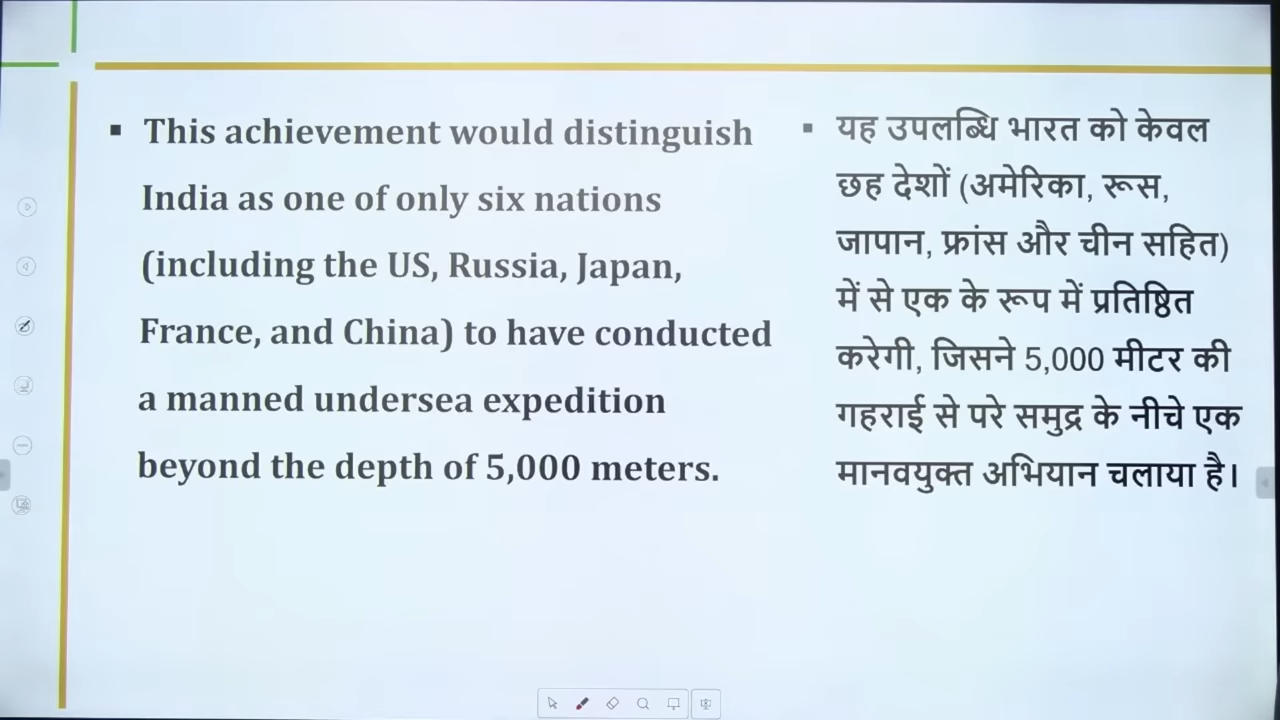 ▪ This achievement would distinguish
India as one of only six nations
(including the US, Russia, Japan,
France, and China) to have conducted
a manned undersea expedition
beyond the depth of 5,000 meters.
▪ यह उपलब्धि भारत को केवल
छह देशों (अमेरिका, रूस,
जापान, फ्रांस और चीन सहित)
में से एक के रूप में प्रतिष्ठित
करेगी, जिसने 5,000 मीटर की
गहराई से परे समुद्र के नीचे एक
मानवयुक्त अभियान चलाया है।